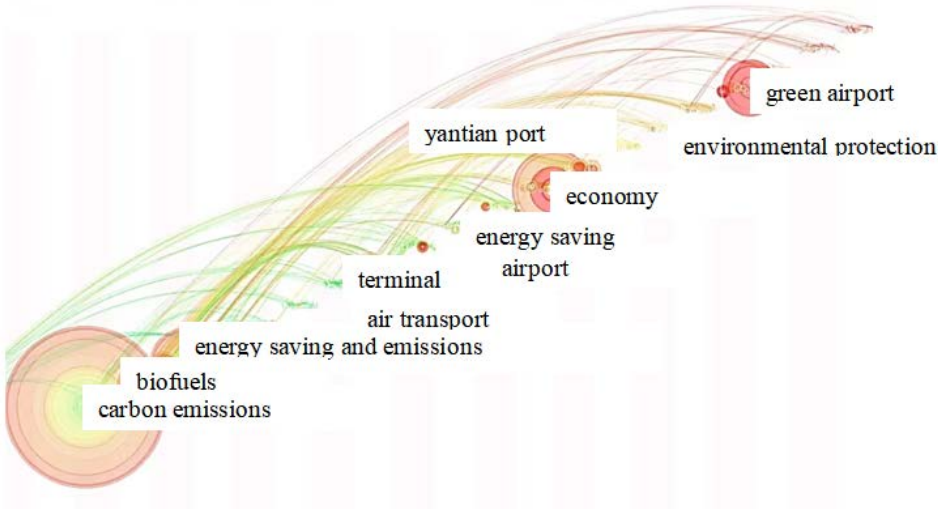 green airport
yantian port
environmental protection
economy
energy saving
airport
terminal
air transport
energy saving and emissions
biofuels
carbon emissions